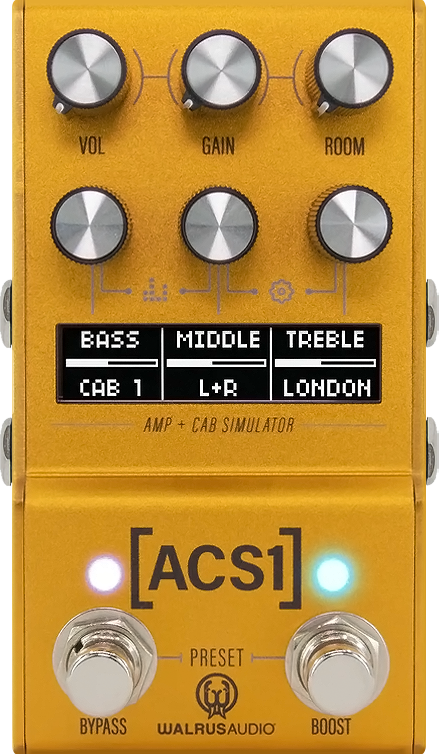 VOL GAIN ROOM
BASS MIDDLE TREBLE
CAB 1 L+R LONDON
AMP + CAB SIMULATOR
[ACS1]
PRESET
BYPASS WALRUSAUDIO BOOST